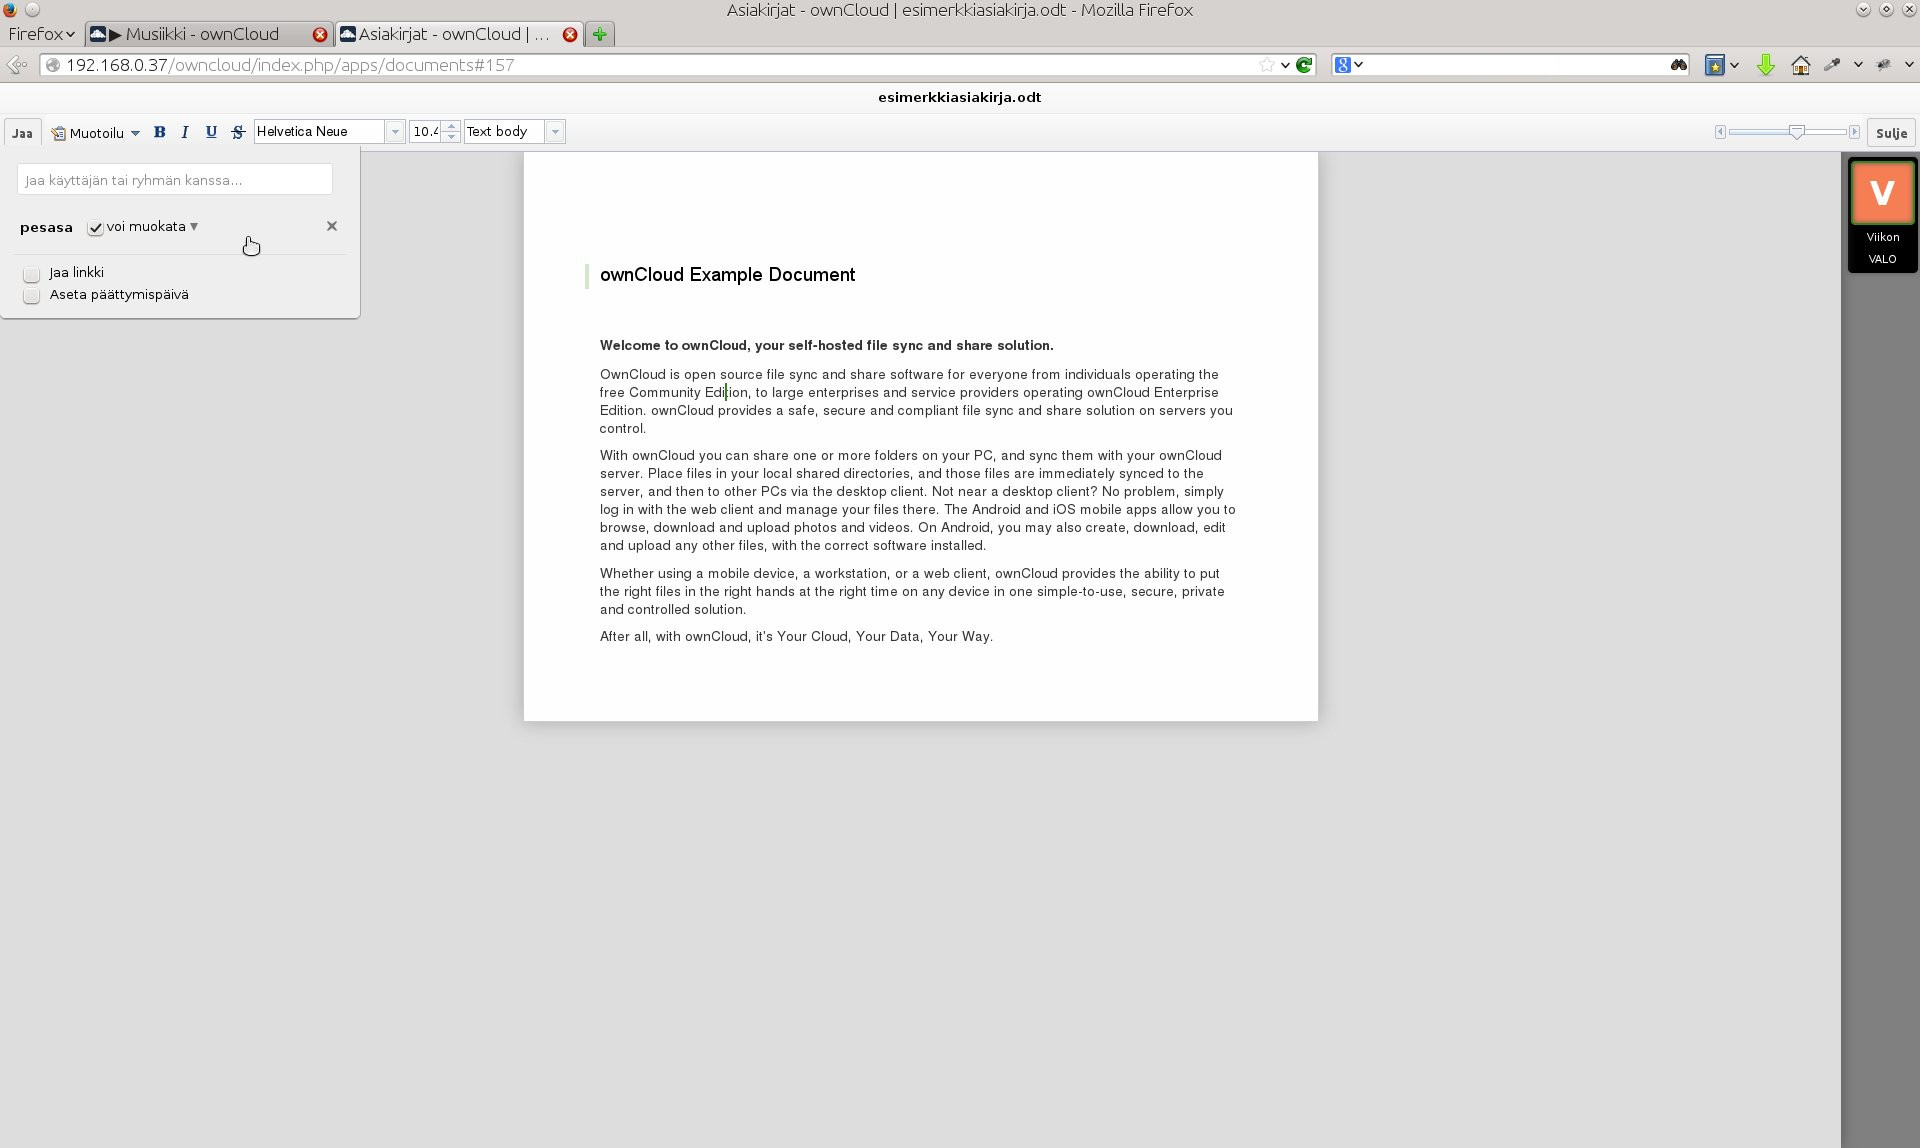 Asiakirjat - ownCloud | esimerkkiasiakirja.odt - Mozilla Firefox
Firefox
Musiikki - ownCloud
Asiakirjat - ownCloud | ...
192.168.0.37/owncloud/index.php/apps/documents#157
8
esimerkkiasiakirja.odt
Jaa
Muotoilu
B
I
U
S
Helvetica Neue
10.4
Text body
Sulje
Jaa käyttäjän tai ryhmän kanssa...
pesasa
voi muokata
Jaa linkki
Aseta päättymispäivä
V
Viikon
VALO
ownCloud Example Document
Welcome to ownCloud, your self-hosted file sync and share solution.
OwnCloud is open source file sync and share software for everyone from individuals operating the
free Community Edition, to large enterprises and service providers operating ownCloud Enterprise
Edition. ownCloud provides a safe, secure and compliant file sync and share solution on servers you
control.
With ownCloud you can share one or more folders on your PC, and sync them with your ownCloud
server. Place files in your local shared directories, and those files are immediately synced to the
server, and then to other PCs via the desktop client. Not near a desktop client? No problem, simply
log in with the web client and manage your files there. The Android and iOS mobile apps allow you to
browse, download and upload photos and videos. On Android, you may also create, download, edit
and upload any other files, with the correct software installed.
Whether using a mobile device, a workstation, or a web client, ownCloud provides the ability to put
the right files in the right hands at the right time on any device in one simple-to-use, secure, private
and controlled solution.
After all, with ownCloud, it's Your Cloud, Your Data, Your Way.